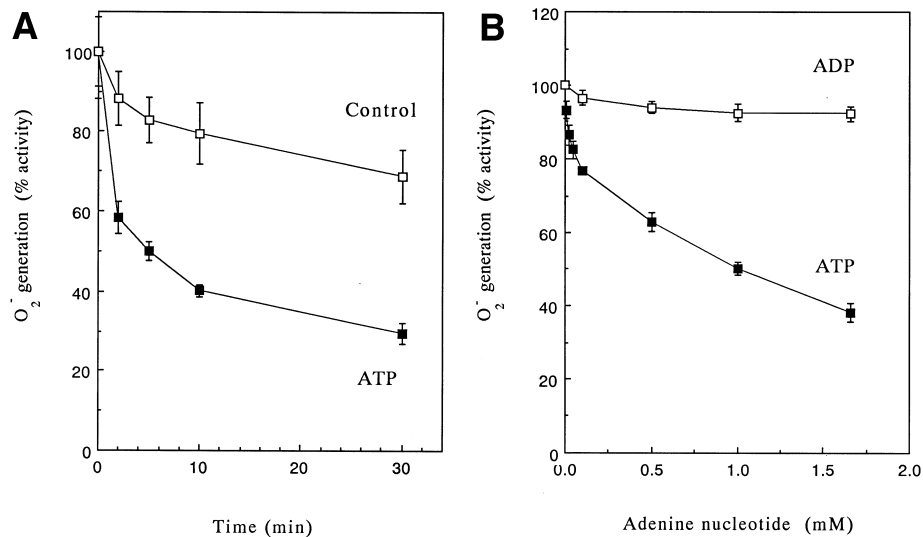 A
O2- generation (% activity)
100
80
60
40
20
0
Control
ATP
0
10
20
30
Time (min)
B
O2- generation (% activity)
120
100
80
60
40
20
0
ADP
ATP
0.0
0.5
1.0
1.5
2.0
Adenine nucleotide (mM)